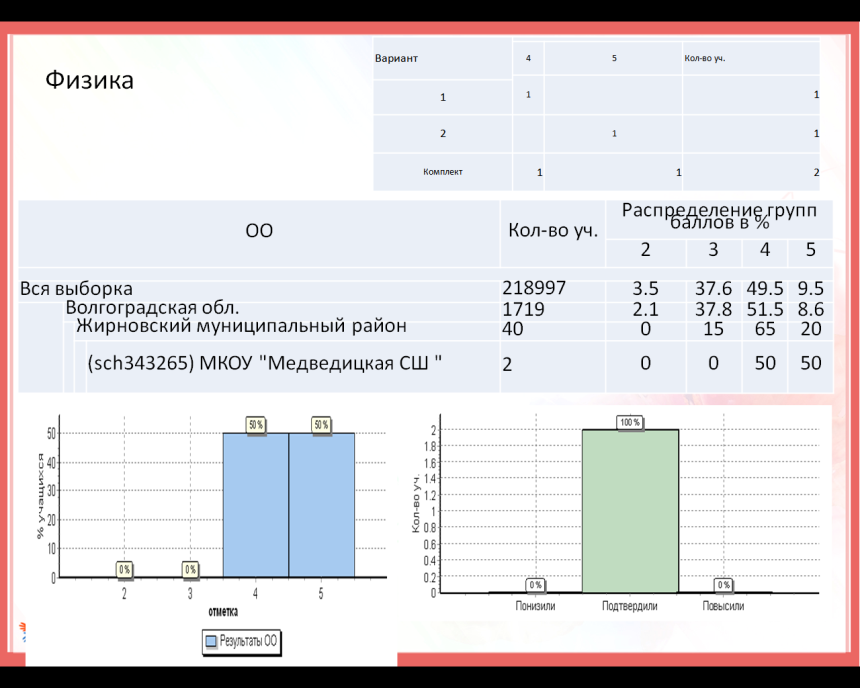 Физика
Вариант 4 5 Кол-во уч.
1 1 1
2 1 1
Комплект 1 1 2
ОО Кол-во уч. Распределение групп баллов в %
2 3 4 5
Вся выборка 218997 3.5 37.6 49.5 9.5
Волгоградская обл. 1719 2.1 37.8 51.5 8.6
Жирновский муниципальный район 40 0 15 65 20
(sch343265) МКОУ "Медведицкая СШ " 2 0 0 50 50
% учащихся
50
40
30
20
10
0
0 % 0 % 50 % 50 %
2 3 4 5
отметка
Результаты ОО
Кол-во уч.
2
1.8
1.6
1.4
1.2
1
0.8
0.6
0.4
0.2
0
0 % 100 % 0 %
Понизили Подтвердили Повысили